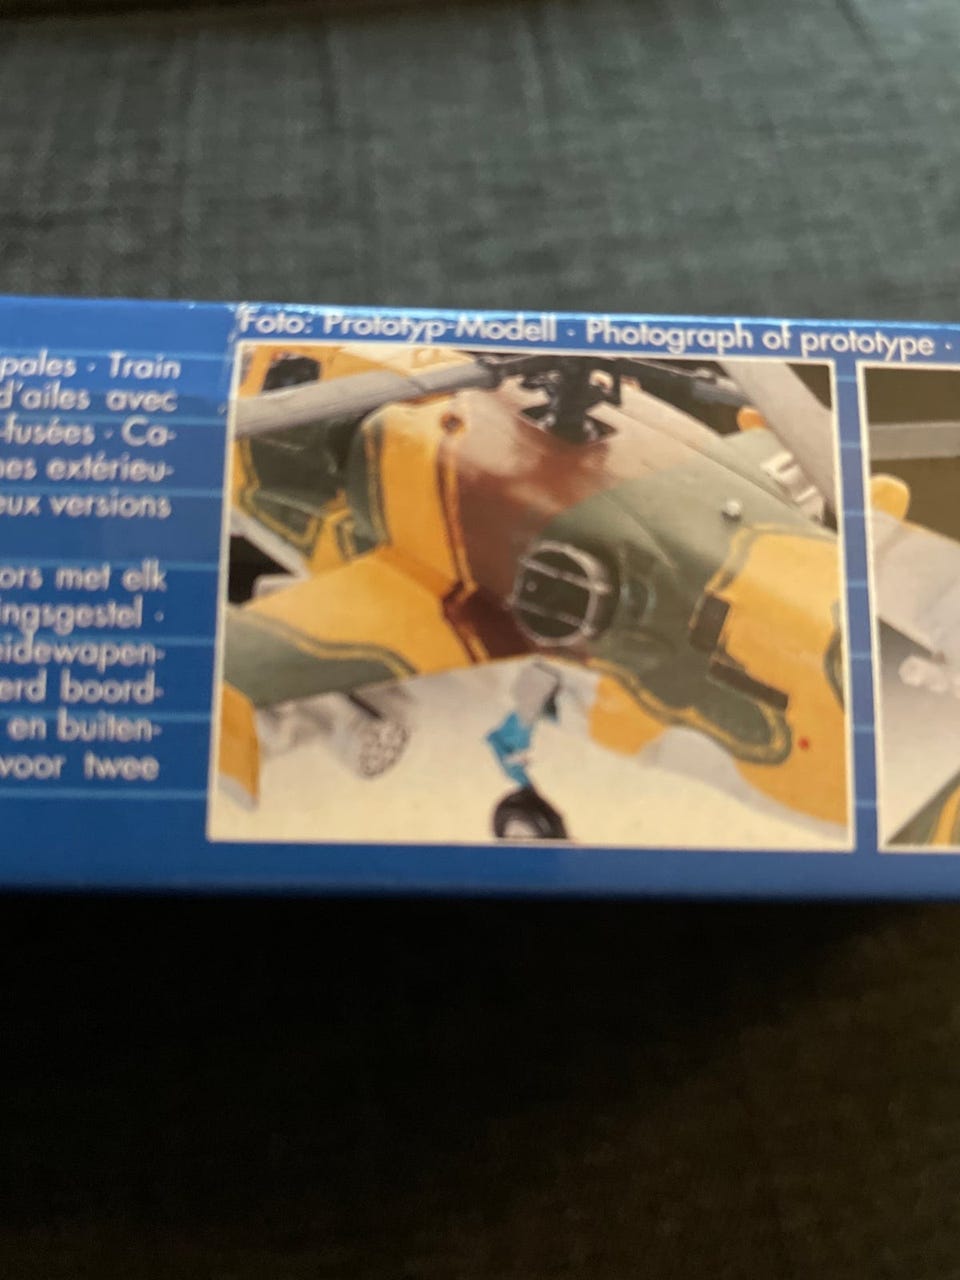 Foto: Prototyp-Modell · Photograph of prototype ·
pales · Train
d'ailes avec
-fusées · Ca-
nes extérieu-
eux versions
ors met elk
ingsgestel ·
eidewapen-
erd boord-
en buiten-
voor twee